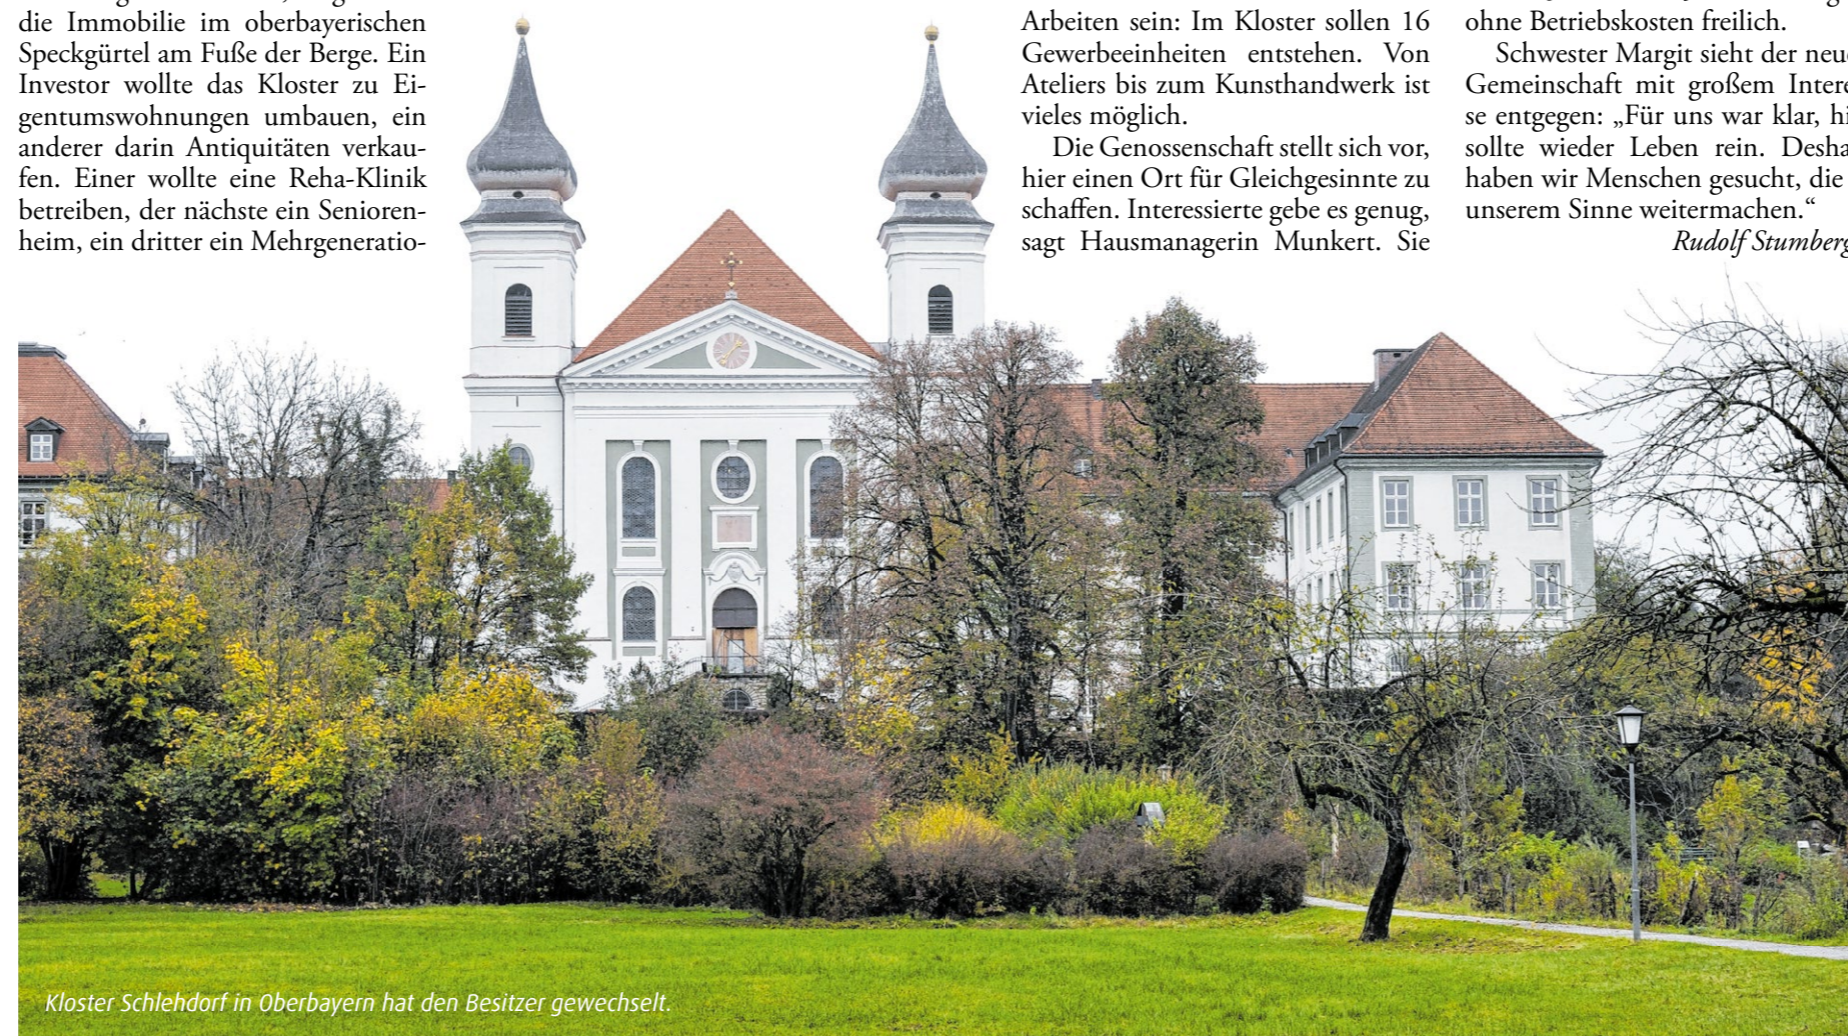 die Immobilie im oberbayerischen
Speckgürtel am Fuße der Berge. Ein
Investor wollte das Kloster zu Ei-
gentumswohnungen umbauen, ein
anderer darin Antiquitäten verkau-
fen. Einer wollte eine Reha-Klinik
betreiben, der nächste ein Senioren-
heim, ein dritter ein Mehrgeneratio-
Arbeiten sein: Im Kloster sollen 16
Gewerbeeinheiten entstehen. Von
Ateliers bis zum Kunsthandwerk ist
vieles möglich.
Die Genossenschaft stellt sich vor,
hier einen Ort für Gleichgesinnte zu
schaffen. Interessierte gebe es genug,
sagt Hausmanagerin Munkert. Sie
ohne Betriebskosten freilich.
Schwester Margit sieht der neue
Gemeinschaft mit großem Intere
se entgegen: „Für uns war klar, hi
sollte wieder Leben rein. Desha
haben wir Menschen gesucht, die
unserem Sinne weitermachen.“
Rudolf Stumberg
Kloster Schlehdorf in Oberbayern hat den Besitzer gewechselt.